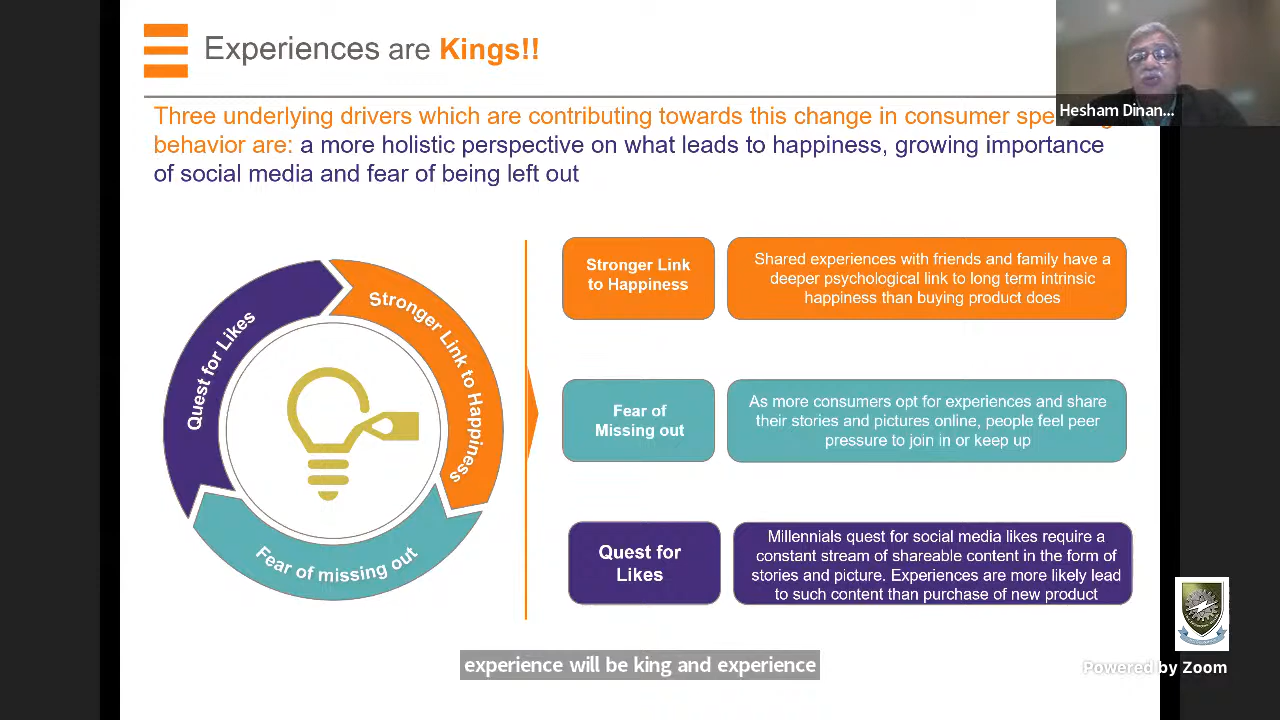 Experiences are Kings!!
Hesham Dinan...
Three underlying drivers which are contributing towards this change in consumer
behavior are: a more holistic perspective on what leads to happiness, growing importance
of social media and fear of being left out
Quest for Likes
Stronger Link to Happiness
Fear of missing out
Stronger Link
to Happiness
Shared experiences with friends and family have a
deeper psychological link to long term intrinsic
happiness than buying product does
Fear of
Missing out
As more consumers opt for experiences and share
their stories and pictures online, people feel peer
pressure to join in or keep up
Quest for
Likes
Millennials quest for social media likes require a
constant stream of shareable content in the form of
stories and picture. Experiences are more likely lead
to such content than purchase of new product
experience will be king and experience
Powered by Zoom